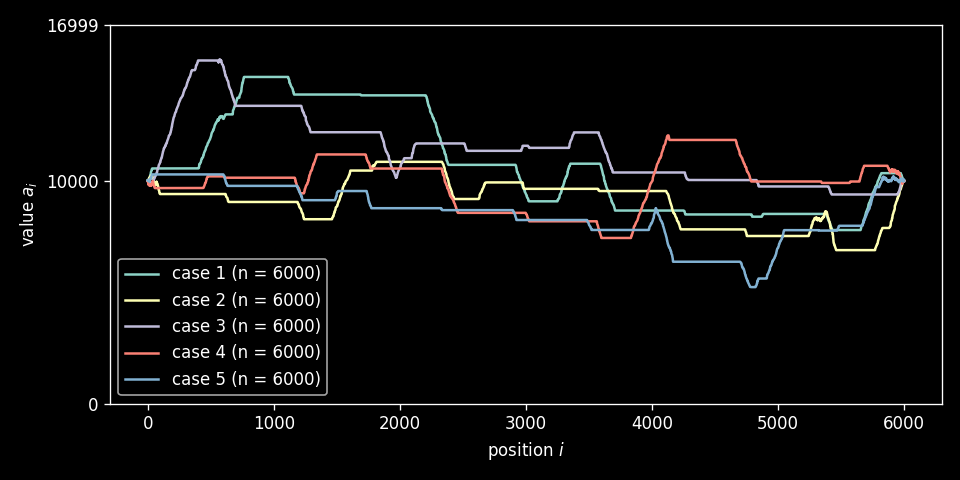 16999
10000
0
value a_i
case 1 (n = 6000)
case 2 (n = 6000)
case 3 (n = 6000)
case 4 (n = 6000)
case 5 (n = 6000)
0 1000 2000 3000 4000 5000 6000
position i